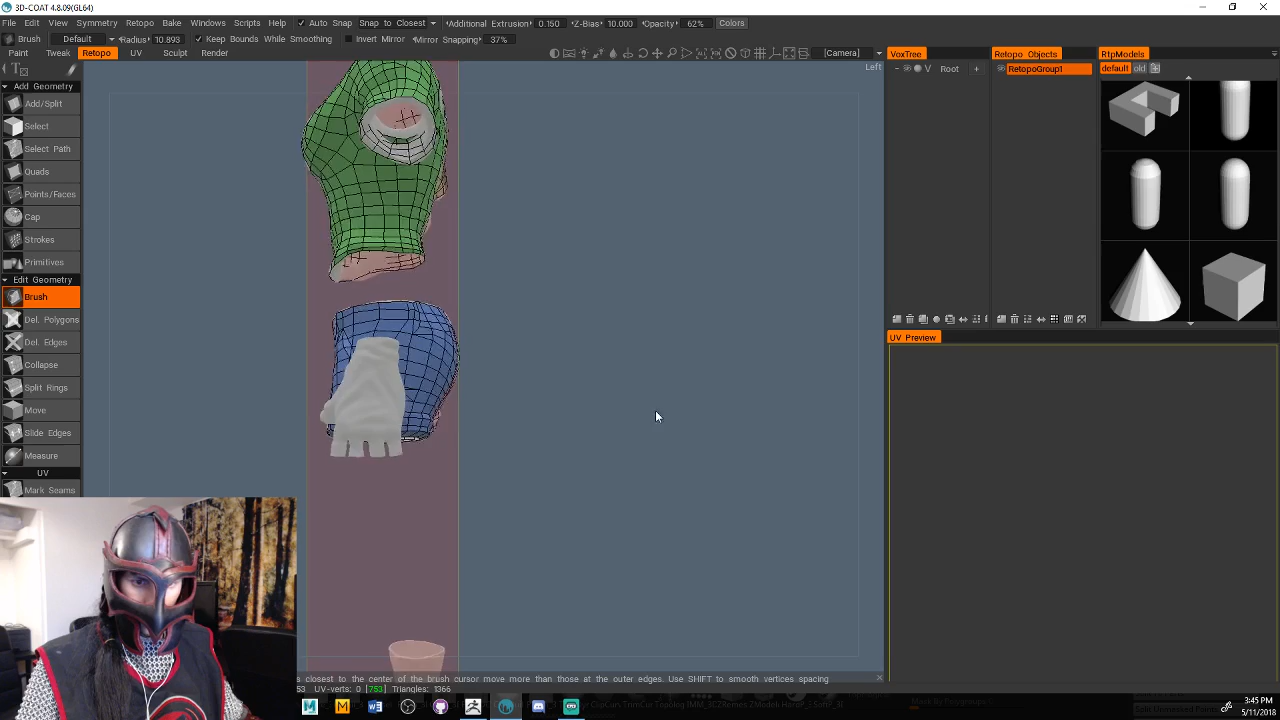 3D-COAT 4.8.09(GL64)
File Edit View Symmetry Retopo Bake Windows Scripts Help Auto Snap Snap to Closest Additional Extrusion 0.150 Z-Bias 10.000 Opacity 62% Colors
Brush Default Radius 10.893 Keep Bounds While Smoothing Invert Mirror Mirror Snapping 37%
Paint Tweak Retopo UV Sculpt Render [Camera] VoxTree Retopo Objects RtpModels
Left
V Root + RetopoGroup1 default old
Add Geometry
Add/Split
Select
Select Path
Quads
Points/Faces
Cap
Strokes
Primitives
Edit Geometry
Brush
Del. Polygons
Del. Edges
Collapse
Split Rings
Move
Slide Edges
Measure
UV
Mark Seams
UV Preview
s closest to the center of the brush cursor move more than those at the outer edges. Use SHIFT to smooth vertices spacing
53 UV-verts: 0 [753] Triangles: 1366
3:45 PM
5/11/2018